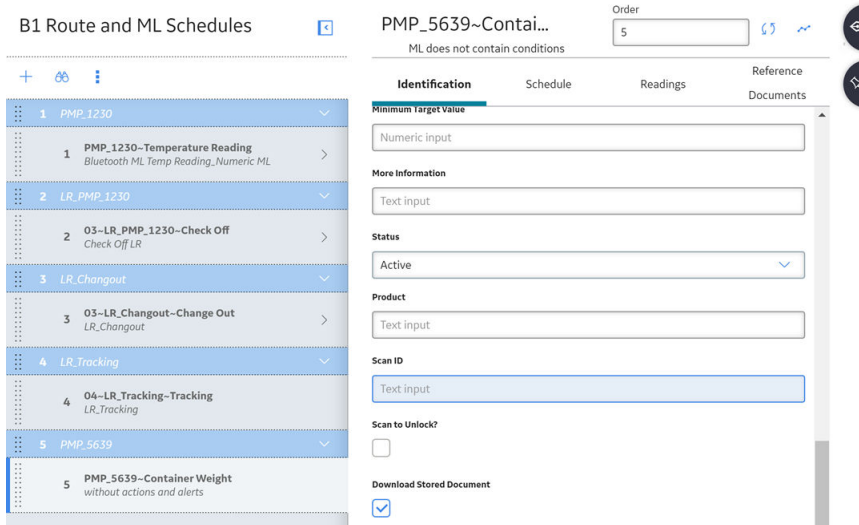 B1 Route and ML Schedules
1 PMP_1230
1 PMP_1230~Temperature Reading
Bluetooth ML Temp Reading_Numeric ML
2 LR_PMP_1230
2 03~LR_PMP_1230~Check Off
Check Off LR
3 LR_Changout
3 03~LR_Changout~Change Out
LR_Changout
4 LR_Tracking
4 04~LR_Tracking~Tracking
LR_Tracking
5 PMP_5639
5 PMP_5639~Container Weight
without actions and alerts
PMP_5639~Contai...
ML does not contain conditions
Order
5
Identification
Schedule
Readings
Reference
Documents
Minimum Target Value
Numeric input
More Information
Text input
Status
Active
Product
Text input
Scan ID
Text input
Scan to Unlock?
Download Stored Document